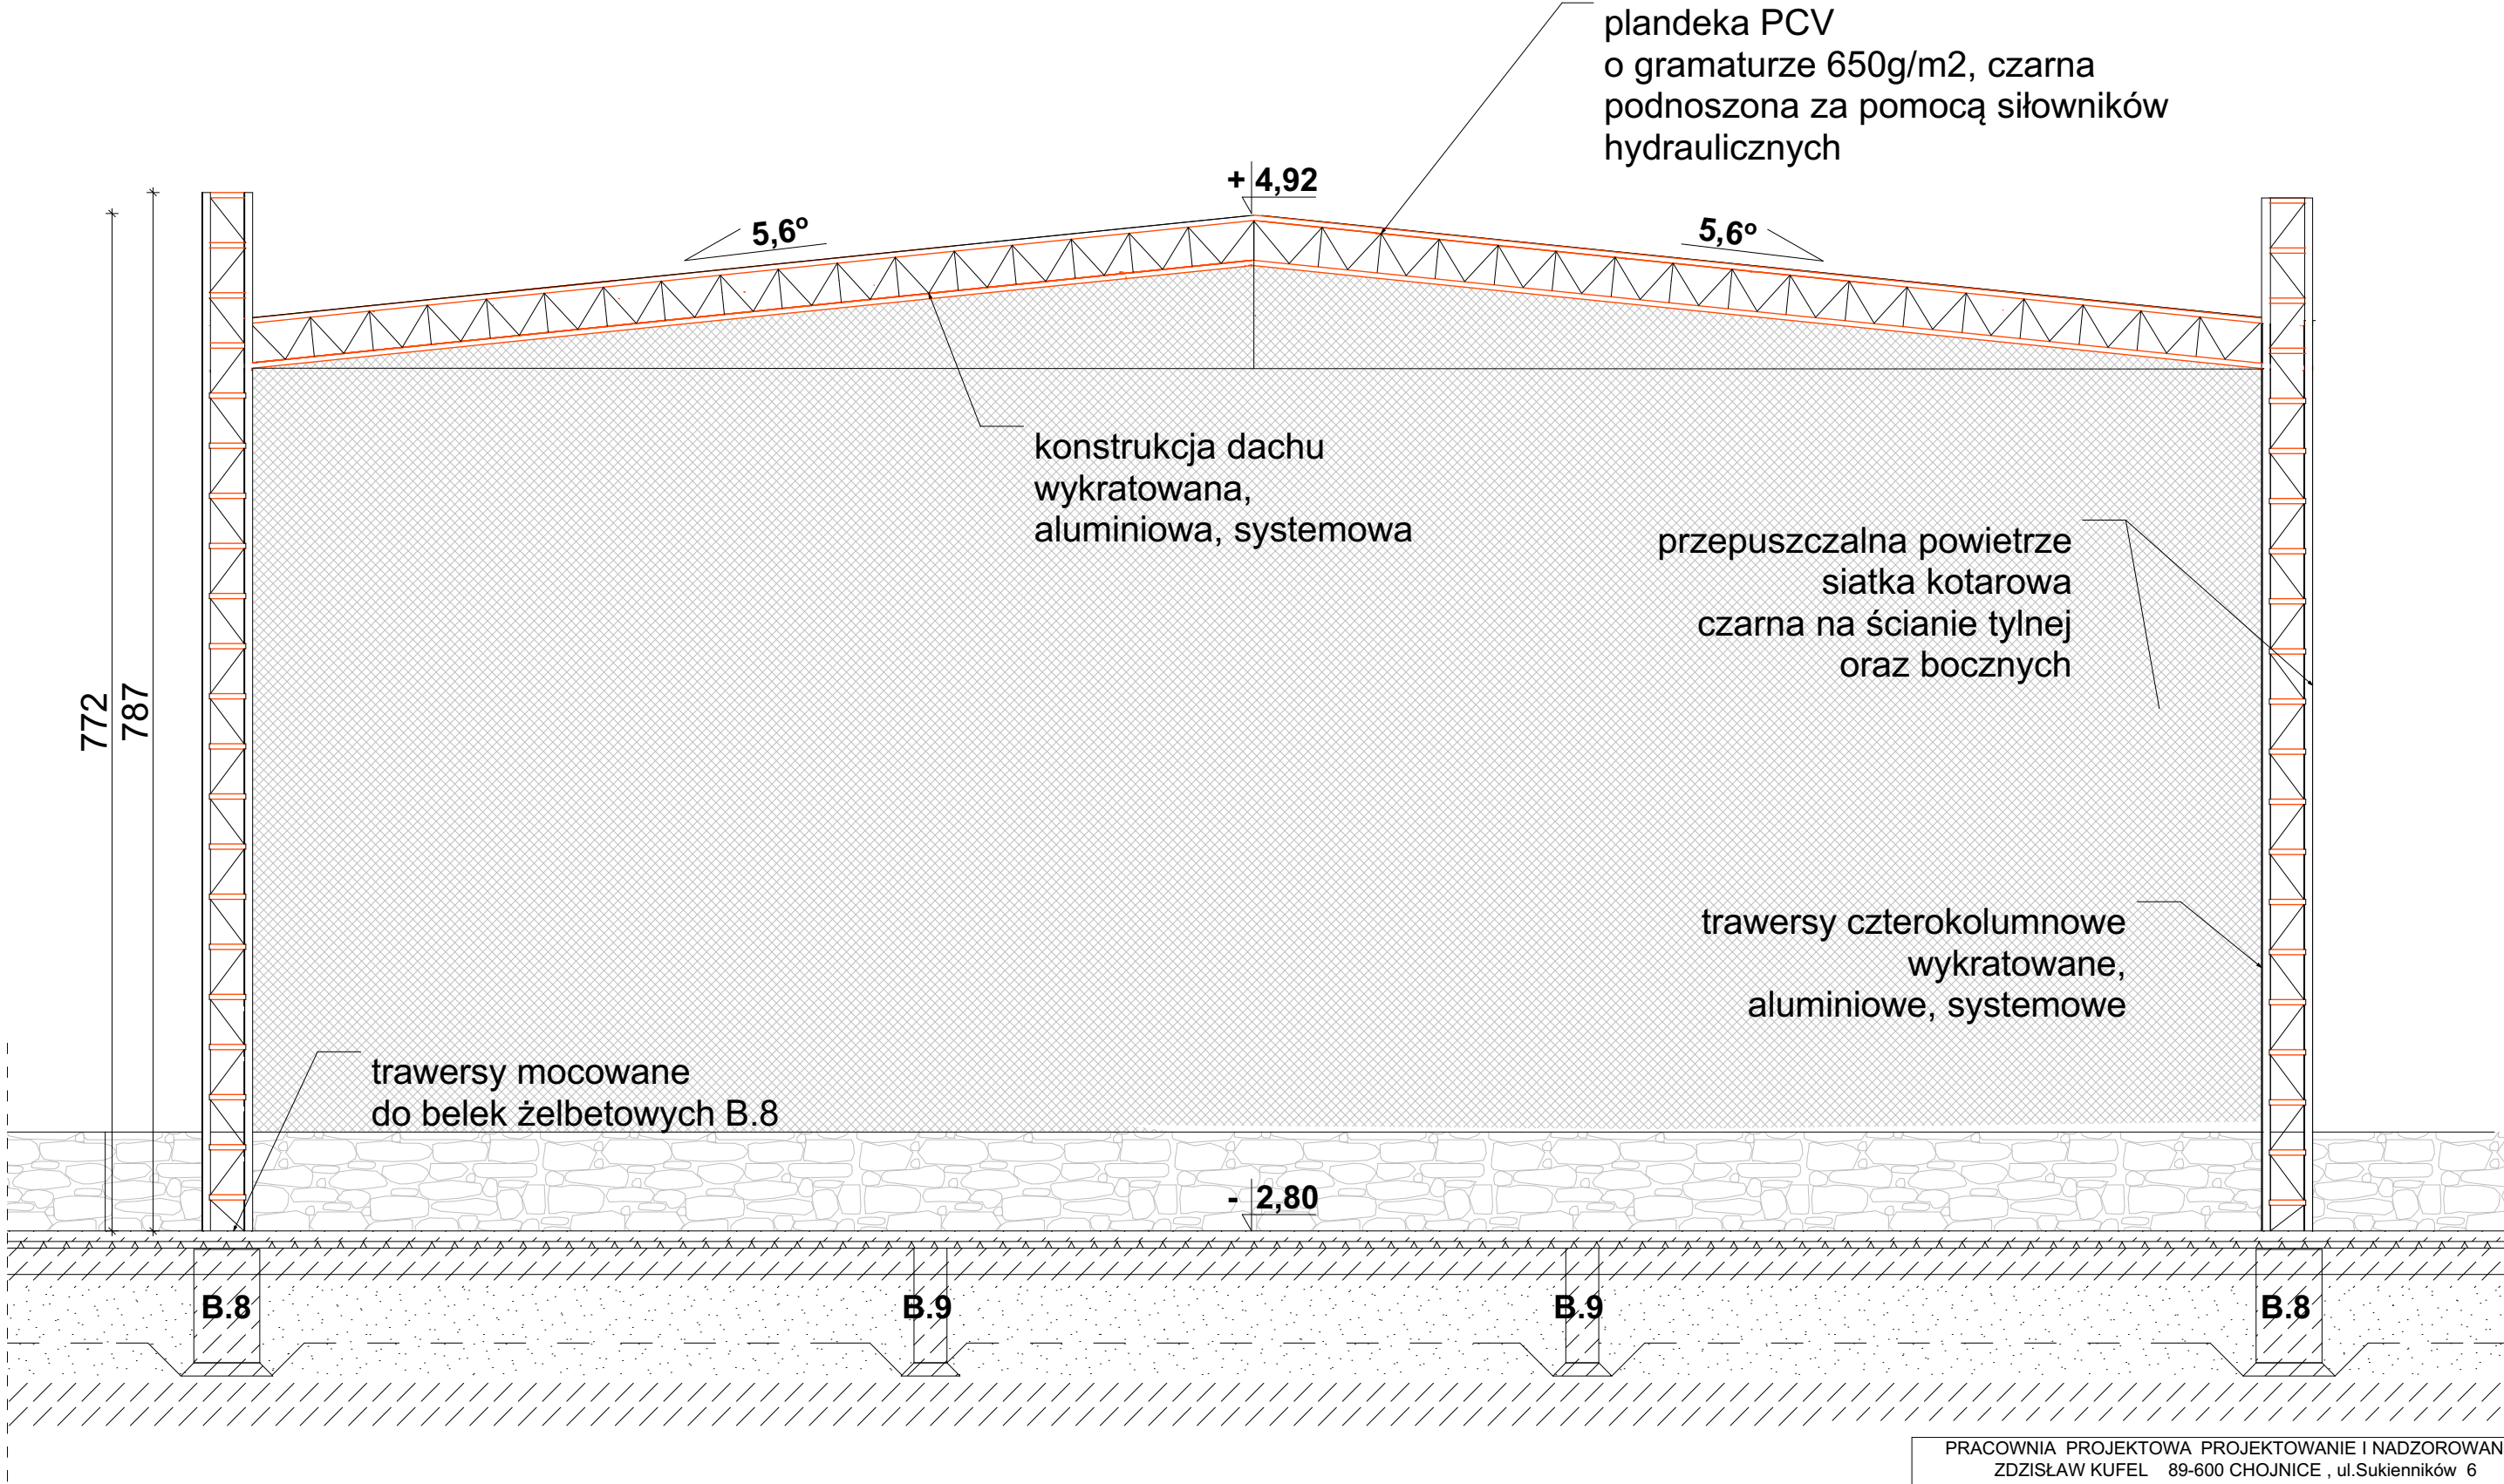 plandeka PCV
o gramaturze 650g/m2, czarna
podnoszona za pomocą siłowników
hydraulicznych
+ 4,92
5,6º
5,6º
konstrukcja dachu
wykratowana,
aluminiowa, systemowa
przepuszczalna powietrze
siatka kotarowa
czarna na ścianie tylnej
oraz bocznych
772
787
trawersy czterokolumnowe
wykratowane,
aluminiowe, systemowe
trawersy mocowane
do belek żelbetowych B.8
- 2,80
B.8
B.9
B.9
B.8
PRACOWNIA PROJEKTOWA PROJEKTOWANIE I NADZOROWAN
ZDZISŁAW KUFEL 89-600 CHOJNICE , ul.Sukienników 6